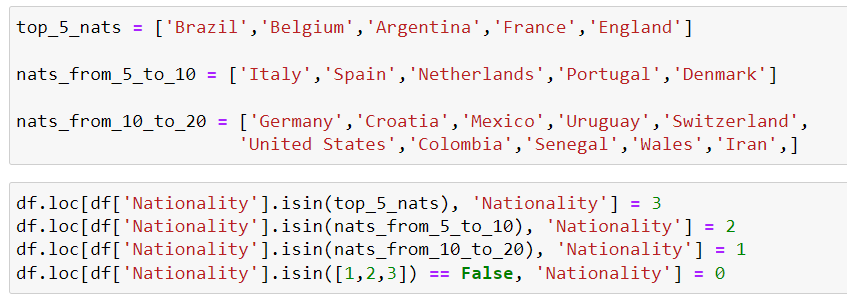 top_5_nats = ['Brazil','Belgium','Argentina','France','England']
nats_from_5_to_10 = ['Italy','Spain','Netherlands','Portugal','Denmark']
nats_from_10_to_20 = ['Germany','Croatia','Mexico','Uruguay','Switzerland',
'United States','Colombia','Senegal','Wales','Iran',]
df.loc[df['Nationality'].isin(top_5_nats), 'Nationality'] = 3
df.loc[df['Nationality'].isin(nats_from_5_to_10), 'Nationality'] = 2
df.loc[df['Nationality'].isin(nats_from_10_to_20), 'Nationality'] = 1
df.loc[df['Nationality'].isin([1,2,3]) == False, 'Nationality'] = 0